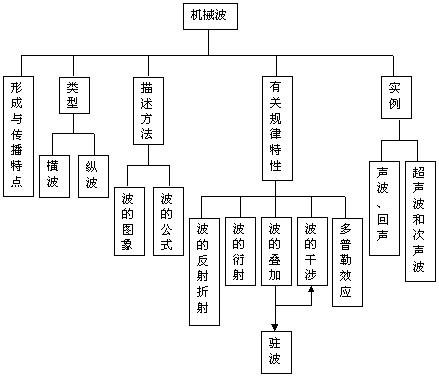 机械波
形成与传播特点
类型
描述方法
有关规律特性
实例
横波
纵波
波的图象
波的公式
波的反射折射
波的衍射
波的叠加
波的干涉
多普勒效应
声波、回声
超声波和次声波
驻波